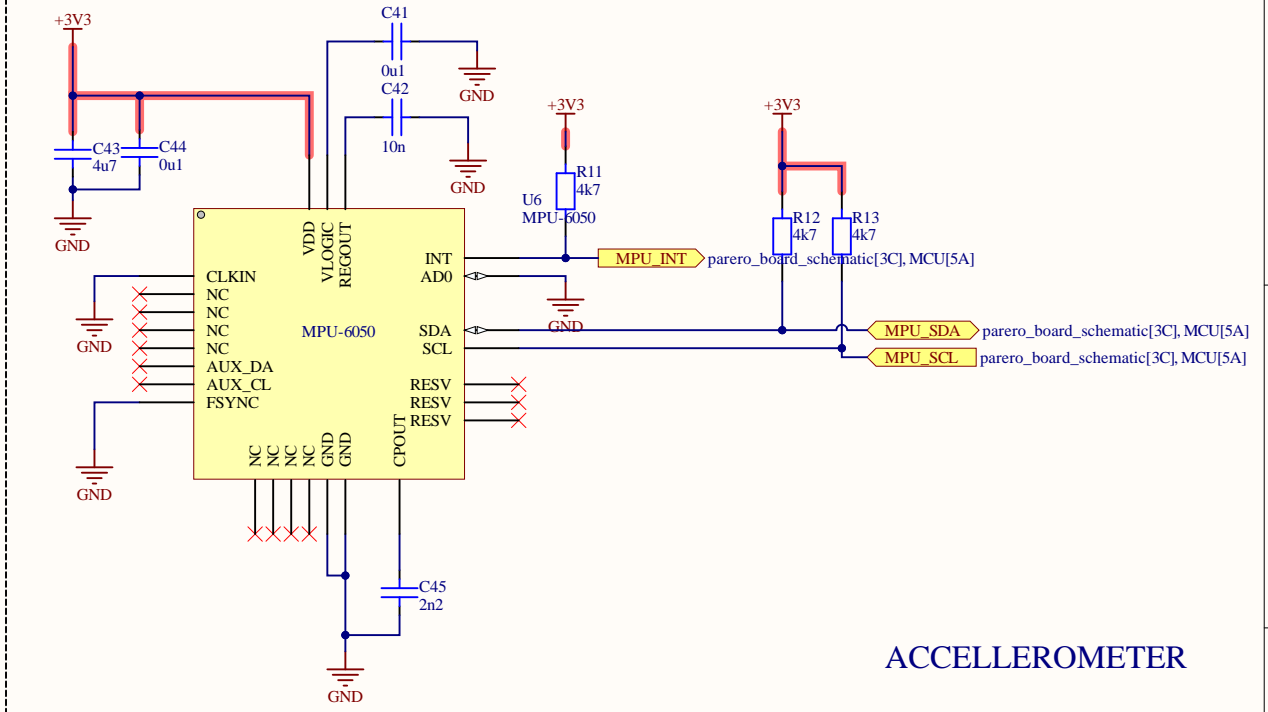 +3V3
C41
0u1
GND
C42
10n
GND
C43
4u7
C44
0u1
GND
+3V3
R11
4k7
U6
MPU-6050
+3V3
R12
4k7
R13
4k7
VDD
VLOGIC
REGOUT
CLKIN
NC
NC
NC
NC
AUX_DA
AUX_CL
FSYNC
GND
GND
MPU-6050
INT
AD0
SDA
SCL
RESV
RESV
RESV
MPU_INT parero_board_schematic[3C], MCU[5A]
GND
MPU_SDA parero_board_schematic[3C], MCU[5A]
MPU_SCL parero_board_schematic[3C], MCU[5A]
NC
NC
NC
NC
GND
GND
CPOUT
C45
2n2
GND
ACCELLEROMETER